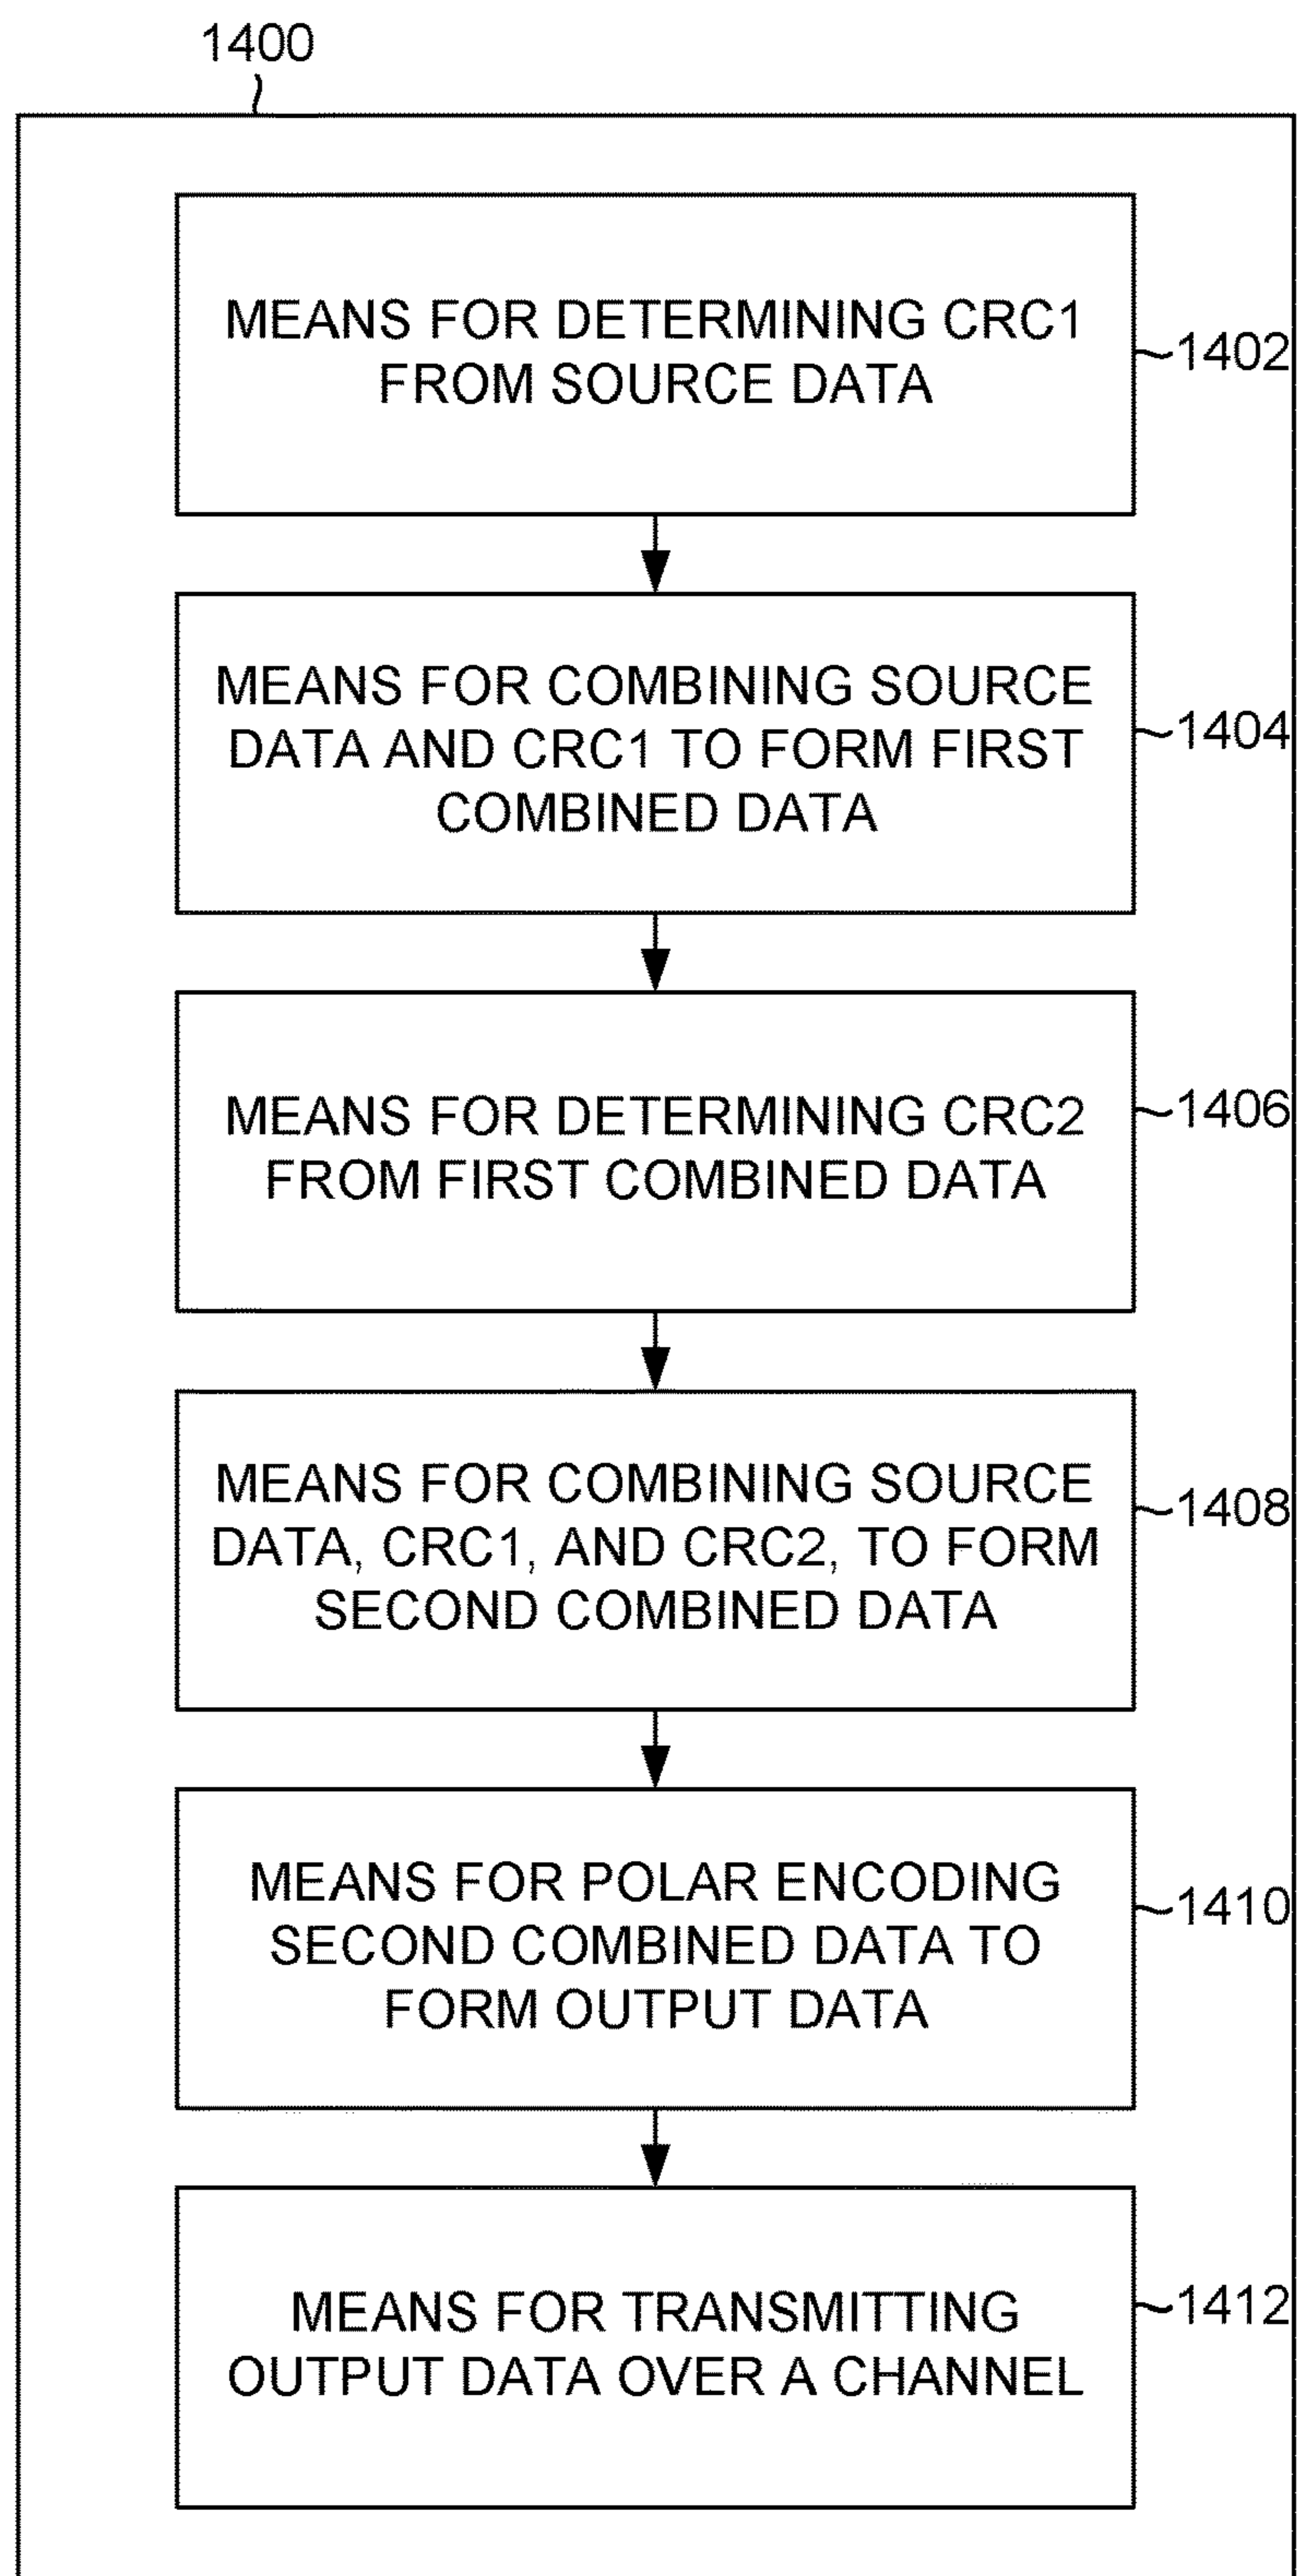 1400
MEANS FOR DETERMINING CRC1
FROM SOURCE DATA
1402
MEANS FOR COMBINING SOURCE
DATA AND CRC1 TO FORM FIRST
COMBINED DATA
1404
MEANS FOR DETERMINING CRC2
FROM FIRST COMBINED DATA
1406
MEANS FOR COMBINING SOURCE
DATA, CRC1, AND CRC2, TO FORM
SECOND COMBINED DATA
1408
MEANS FOR POLAR ENCODING
SECOND COMBINED DATA TO
FORM OUTPUT DATA
1410
MEANS FOR TRANSMITTING
OUTPUT DATA OVER A CHANNEL
1412